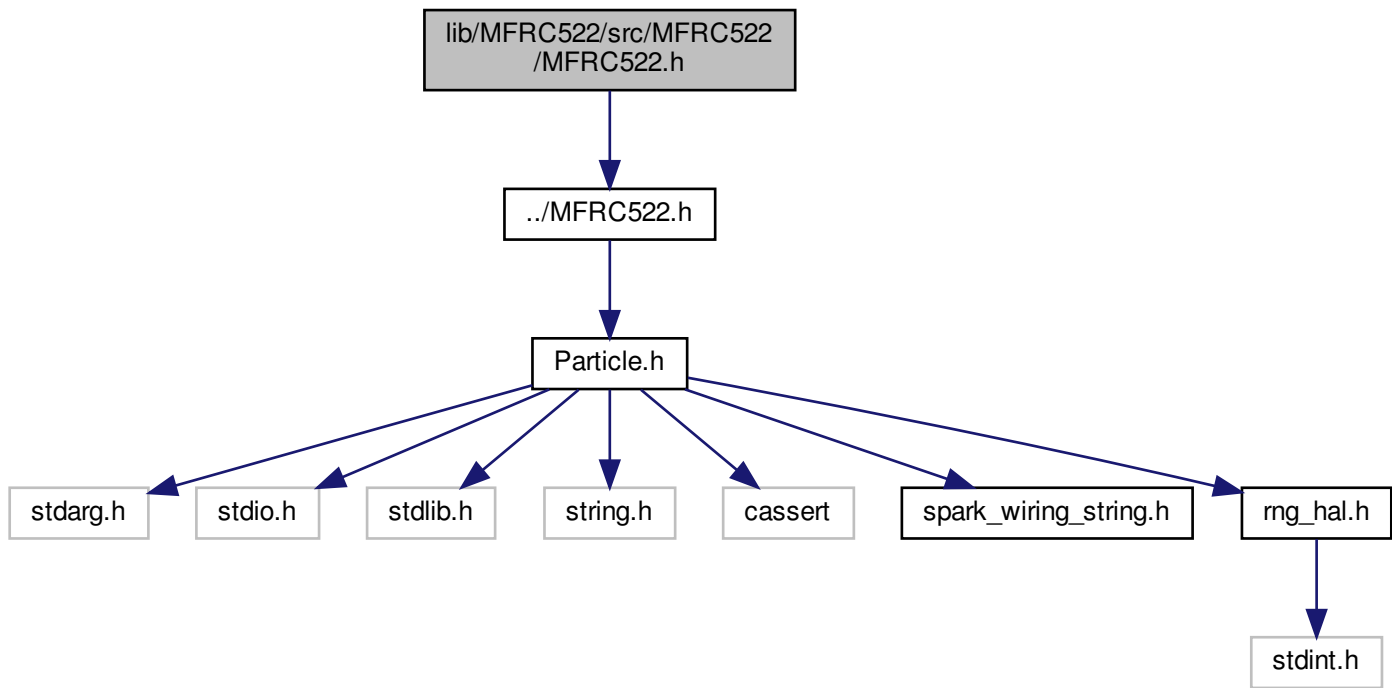 lib/MFRC522/src/MFRC522
/MFRC522.h
../MFRC522.h
Particle.h
stdarg.h
stdio.h
stdlib.h
string.h
cassert
spark_wiring_string.h
rng_hal.h
stdint.h